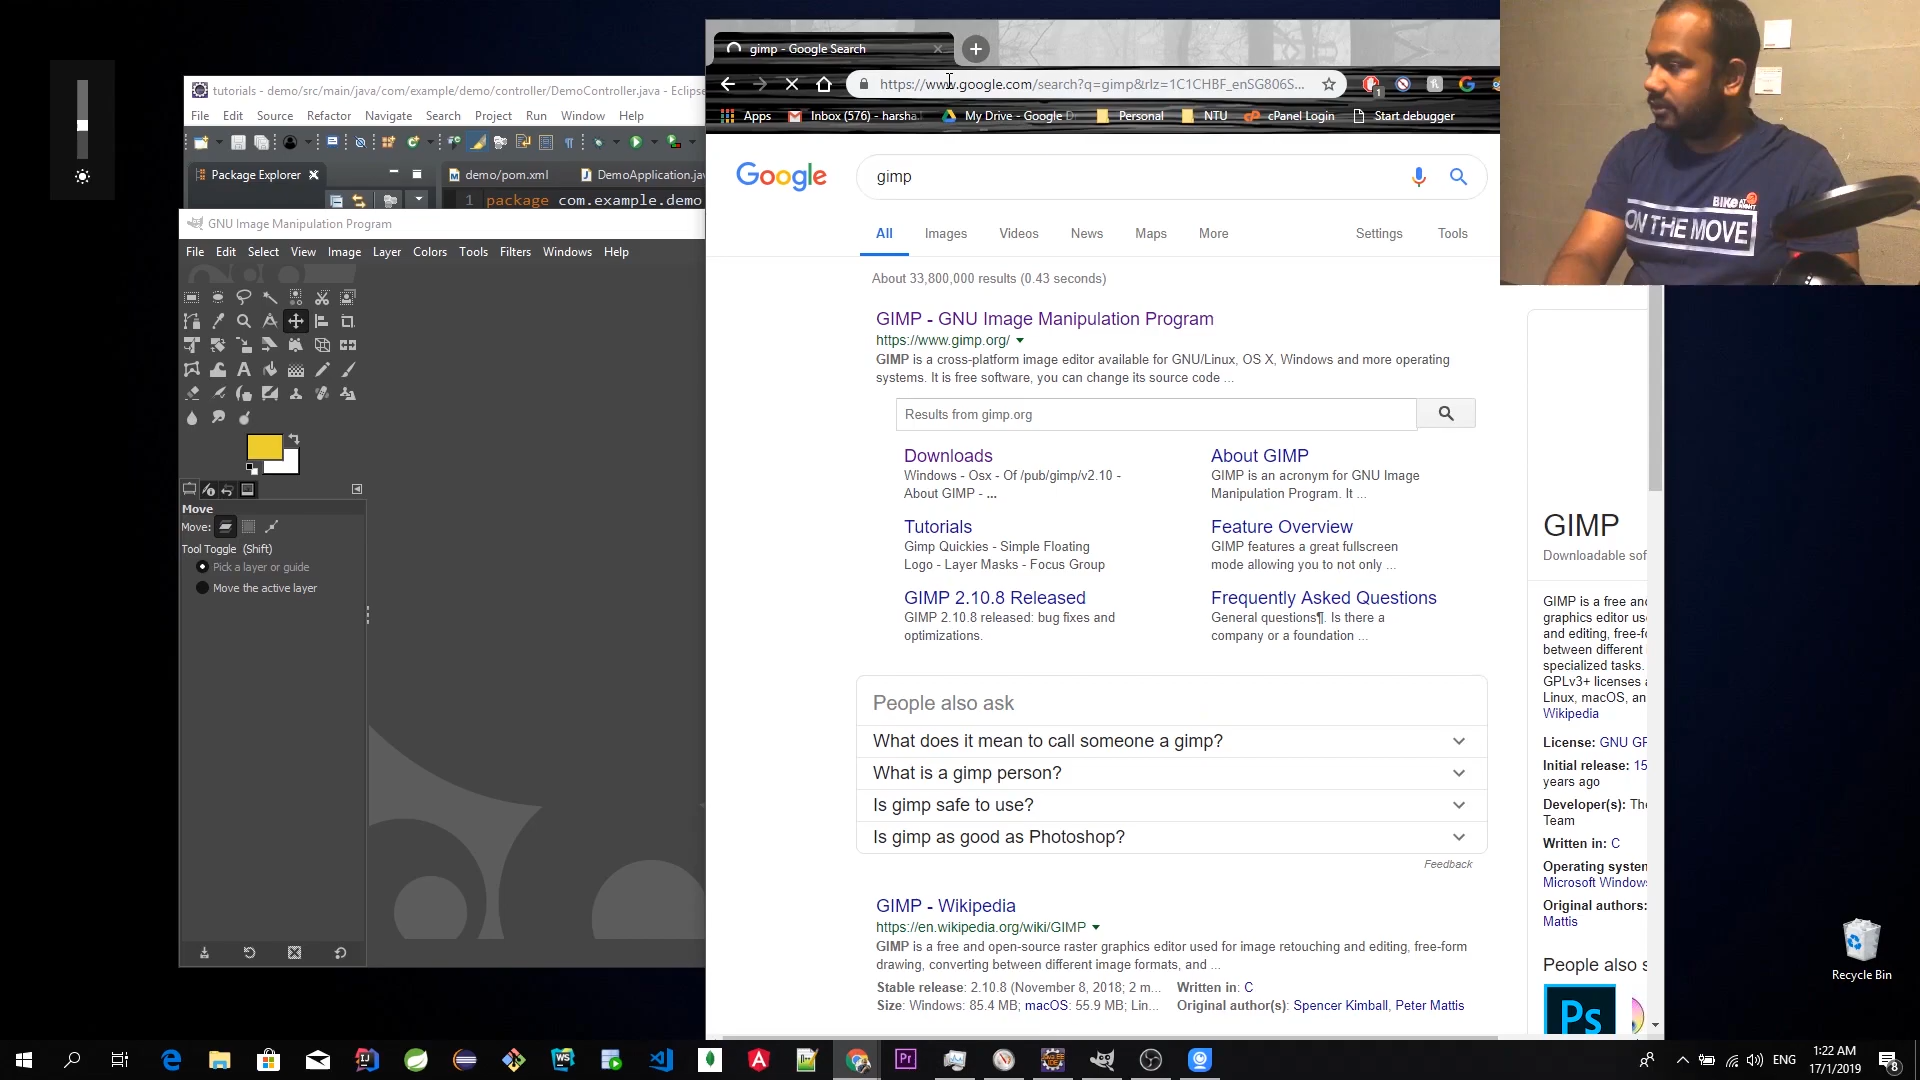 tutorials - demo/src/main/java/com/example/demo/controller/DemoController.java - Eclipse
File Edit Source Refactor Navigate Search Project Run Window Help
Package Explorer
demo/pom.xml
DemoApplication.jav
1 package com.example.demo
GNU Image Manipulation Program
File Edit Select View Image Layer Colors Tools Filters Windows Help
Move
Move:
Tool Toggle (Shift)
Pick a layer or guide
Move the active layer
gimp - Google Search
https://www.google.com/search?q=gimp&rlz=1C1CHBF_enSG806S...
Apps
Inbox (576) - harsha.
My Drive - Google D
Personal
NTU
cPanel Login
Start debugger
Google
gimp
All Images Videos News Maps More Settings Tools
About 33,800,000 results (0.43 seconds)
GIMP - GNU Image Manipulation Program
https://www.gimp.org/
GIMP is a cross-platform image editor available for GNU/Linux, OS X, Windows and more operating
systems. It is free software, you can change its source code ...
Results from gimp.org
Downloads
Windows - Osx - Of /pub/gimp/v2.10 -
About GIMP - ...
About GIMP
GIMP is an acronym for GNU Image
Manipulation Program. It ...
Tutorials
Gimp Quickies - Simple Floating
Logo - Layer Masks - Focus Group
Feature Overview
GIMP features a great fullscreen
mode allowing you to not only ...
GIMP 2.10.8 Released
GIMP 2.10.8 released: bug fixes and
optimizations.
Frequently Asked Questions
General questions¶. Is there a
company or a foundation ...
People also ask
What does it mean to call someone a gimp?
What is a gimp person?
Is gimp safe to use?
Is gimp as good as Photoshop?
Feedback
GIMP - Wikipedia
https://en.wikipedia.org/wiki/GIMP
GIMP is a free and open-source raster graphics editor used for image retouching and editing, free-form
drawing, converting between different image formats, and ...
Stable release: 2.10.8 (November 8, 2018; 2 m... Written in: C
Size: Windows: 85.4 MB; macOS: 55.9 MB; Lin... Original author(s): Spencer Kimball, Peter Mattis
GIMP
Downloadable sof
GIMP is a free and
graphics editor use
and editing, free-fo
between different
specialized tasks.
GPLv3+ licenses a
Linux, macOS, an
Wikipedia
License: GNU GP
Initial release: 15
years ago
Developer(s): The
Team
Written in: C
Operating system
Microsoft Windows
Original authors:
Mattis
People also s
Ps
BIKE AT NIGHT
ON THE MOVE
Recycle Bin
WS
Pr
ENG
1:22 AM
17/1/2019
8